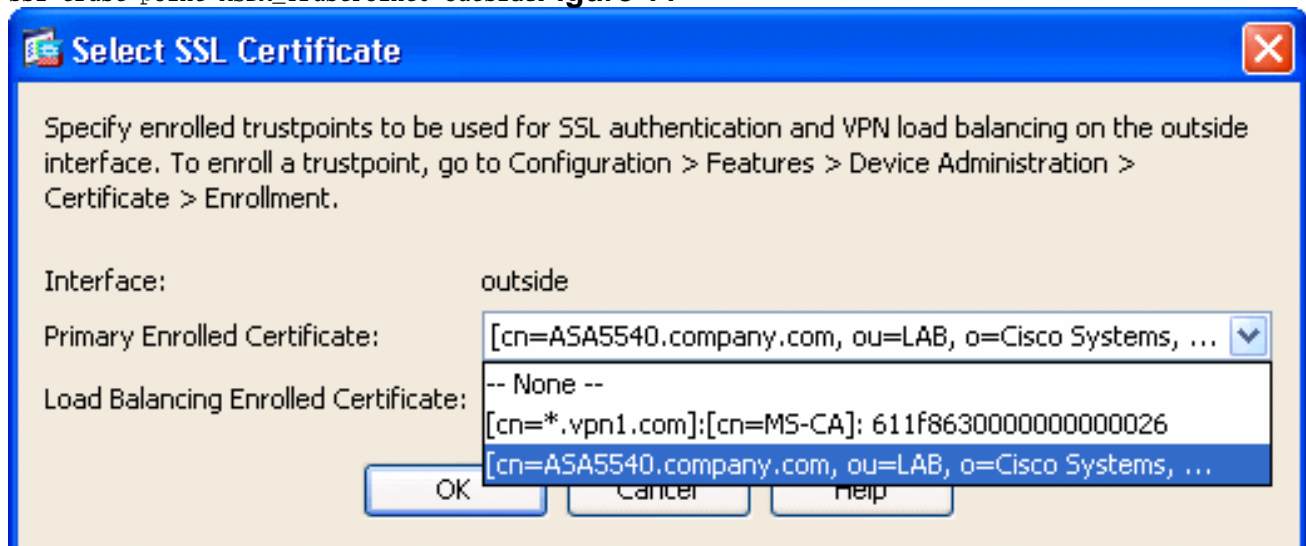 Select SSL Certificate
Specify enrolled trustpoints to be used for SSL authentication and VPN load balancing on the outside
interface. To enroll a trustpoint, go to Configuration > Features > Device Administration >
Certificate > Enrollment.
Interface: outside
Primary Enrolled Certificate: [cn=ASA5540.company.com, ou=LAB, o=Cisco Systems, ...
Load Balancing Enrolled Certificate:
-- None --
[cn=*.vpn1.com]:[cn=MS-CA]: 611f8630000000000026
[cn=ASA5540.company.com, ou=LAB, o=Cisco Systems, ...
OK Cancel Help